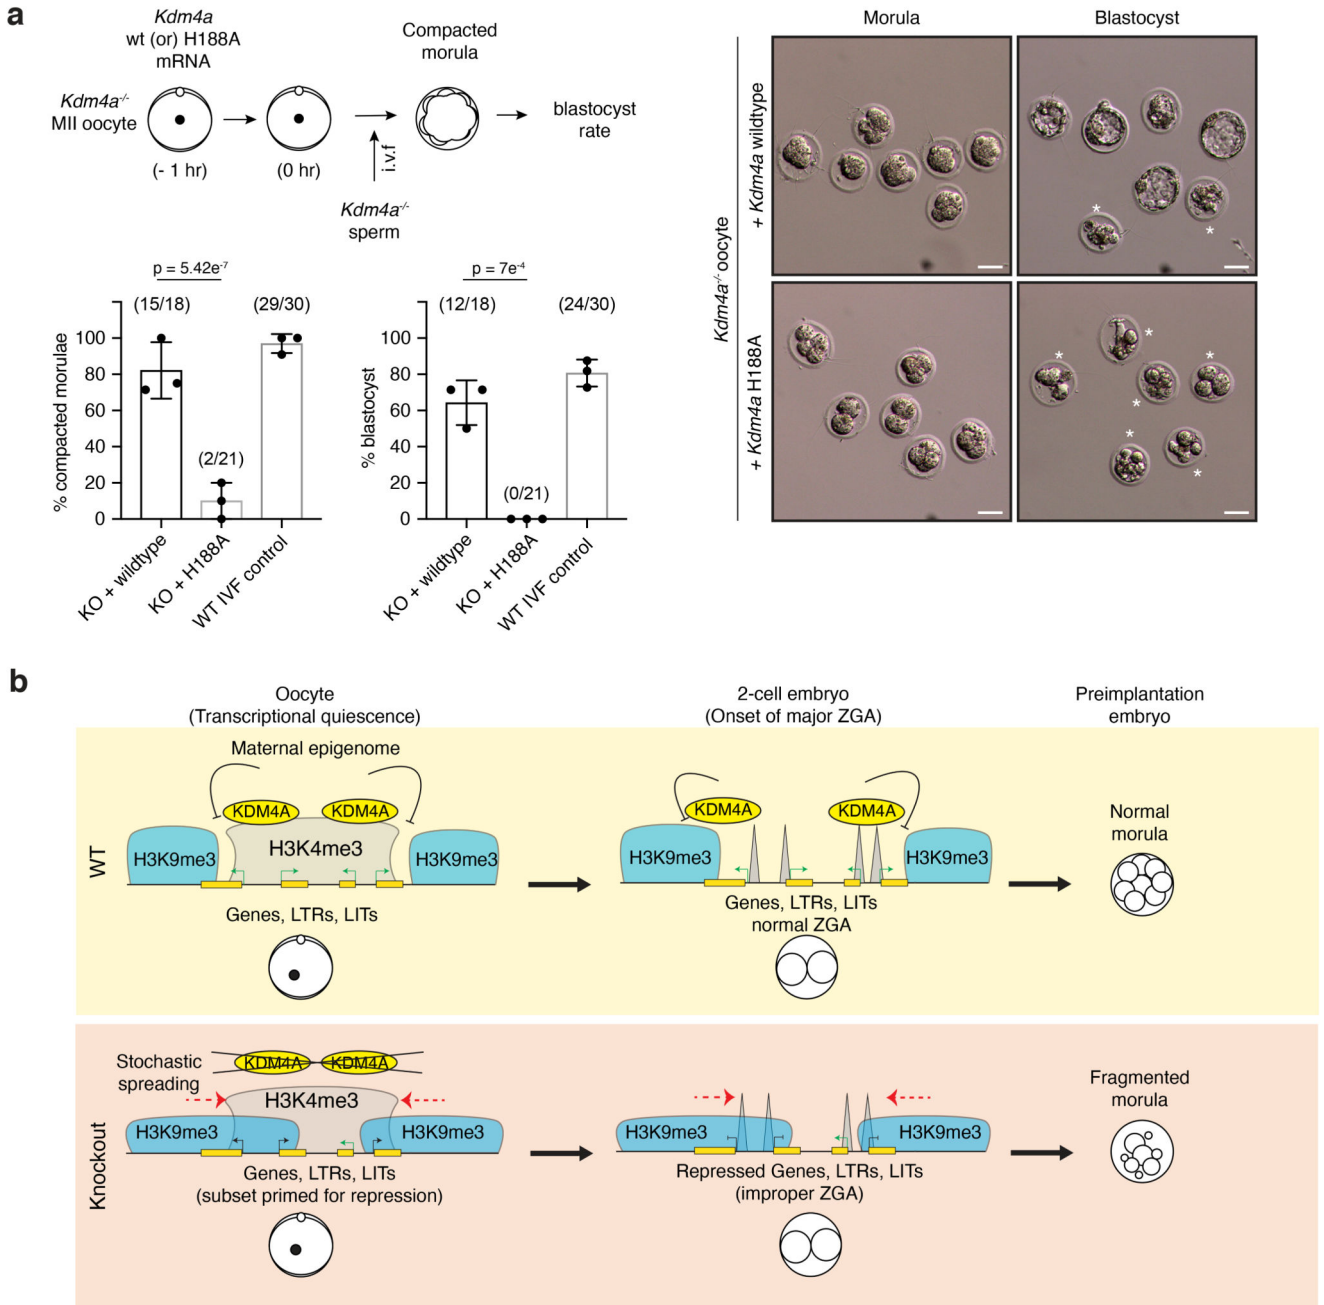 a
Kdm4a
wt (or) H188A
mRNA
Kdm4a-/-
MII oocyte
(- 1 hr)
(0 hr)
i.v.f
Kdm4a-/-
sperm
Compacted
morula
blastocyst
rate
p = 5.42e-7
(15/18)
(29/30)
(2/21)
% compacted morulae
100
80
60
40
20
0
KO + wildtype
KO + H188A
WT IVF control
p = 7e-4
(12/18)
(24/30)
(0/21)
% blastocyst
100
80
60
40
20
0
KO + wildtype
KO + H188A
WT IVF control
Morula
Blastocyst
Kdm4a-/- oocyte
+ Kdm4a wildtype
+ Kdm4a H188A
* *
* * * * * * 
b
Oocyte
(Transcriptional quiescence)
2-cell embryo
(Onset of major ZGA)
Preimplantation
embryo
WT
Maternal epigenome
KDM4A
KDM4A
H3K9me3
H3K4me3
H3K9me3
Genes, LTRs, LITs
KDM4A
KDM4A
H3K9me3
H3K9me3
Genes, LTRs, LITs
normal ZGA
Normal
morula
Knockout
Stochastic
spreading
KDM4A
KDM4A
H3K4me3
H3K9me3
H3K9me3
Genes, LTRs, LITs
(subset primed for repression)
H3K9me3
H3K9me3
Repressed Genes, LTRs, LITs
(improper ZGA)
Fragmented
morula